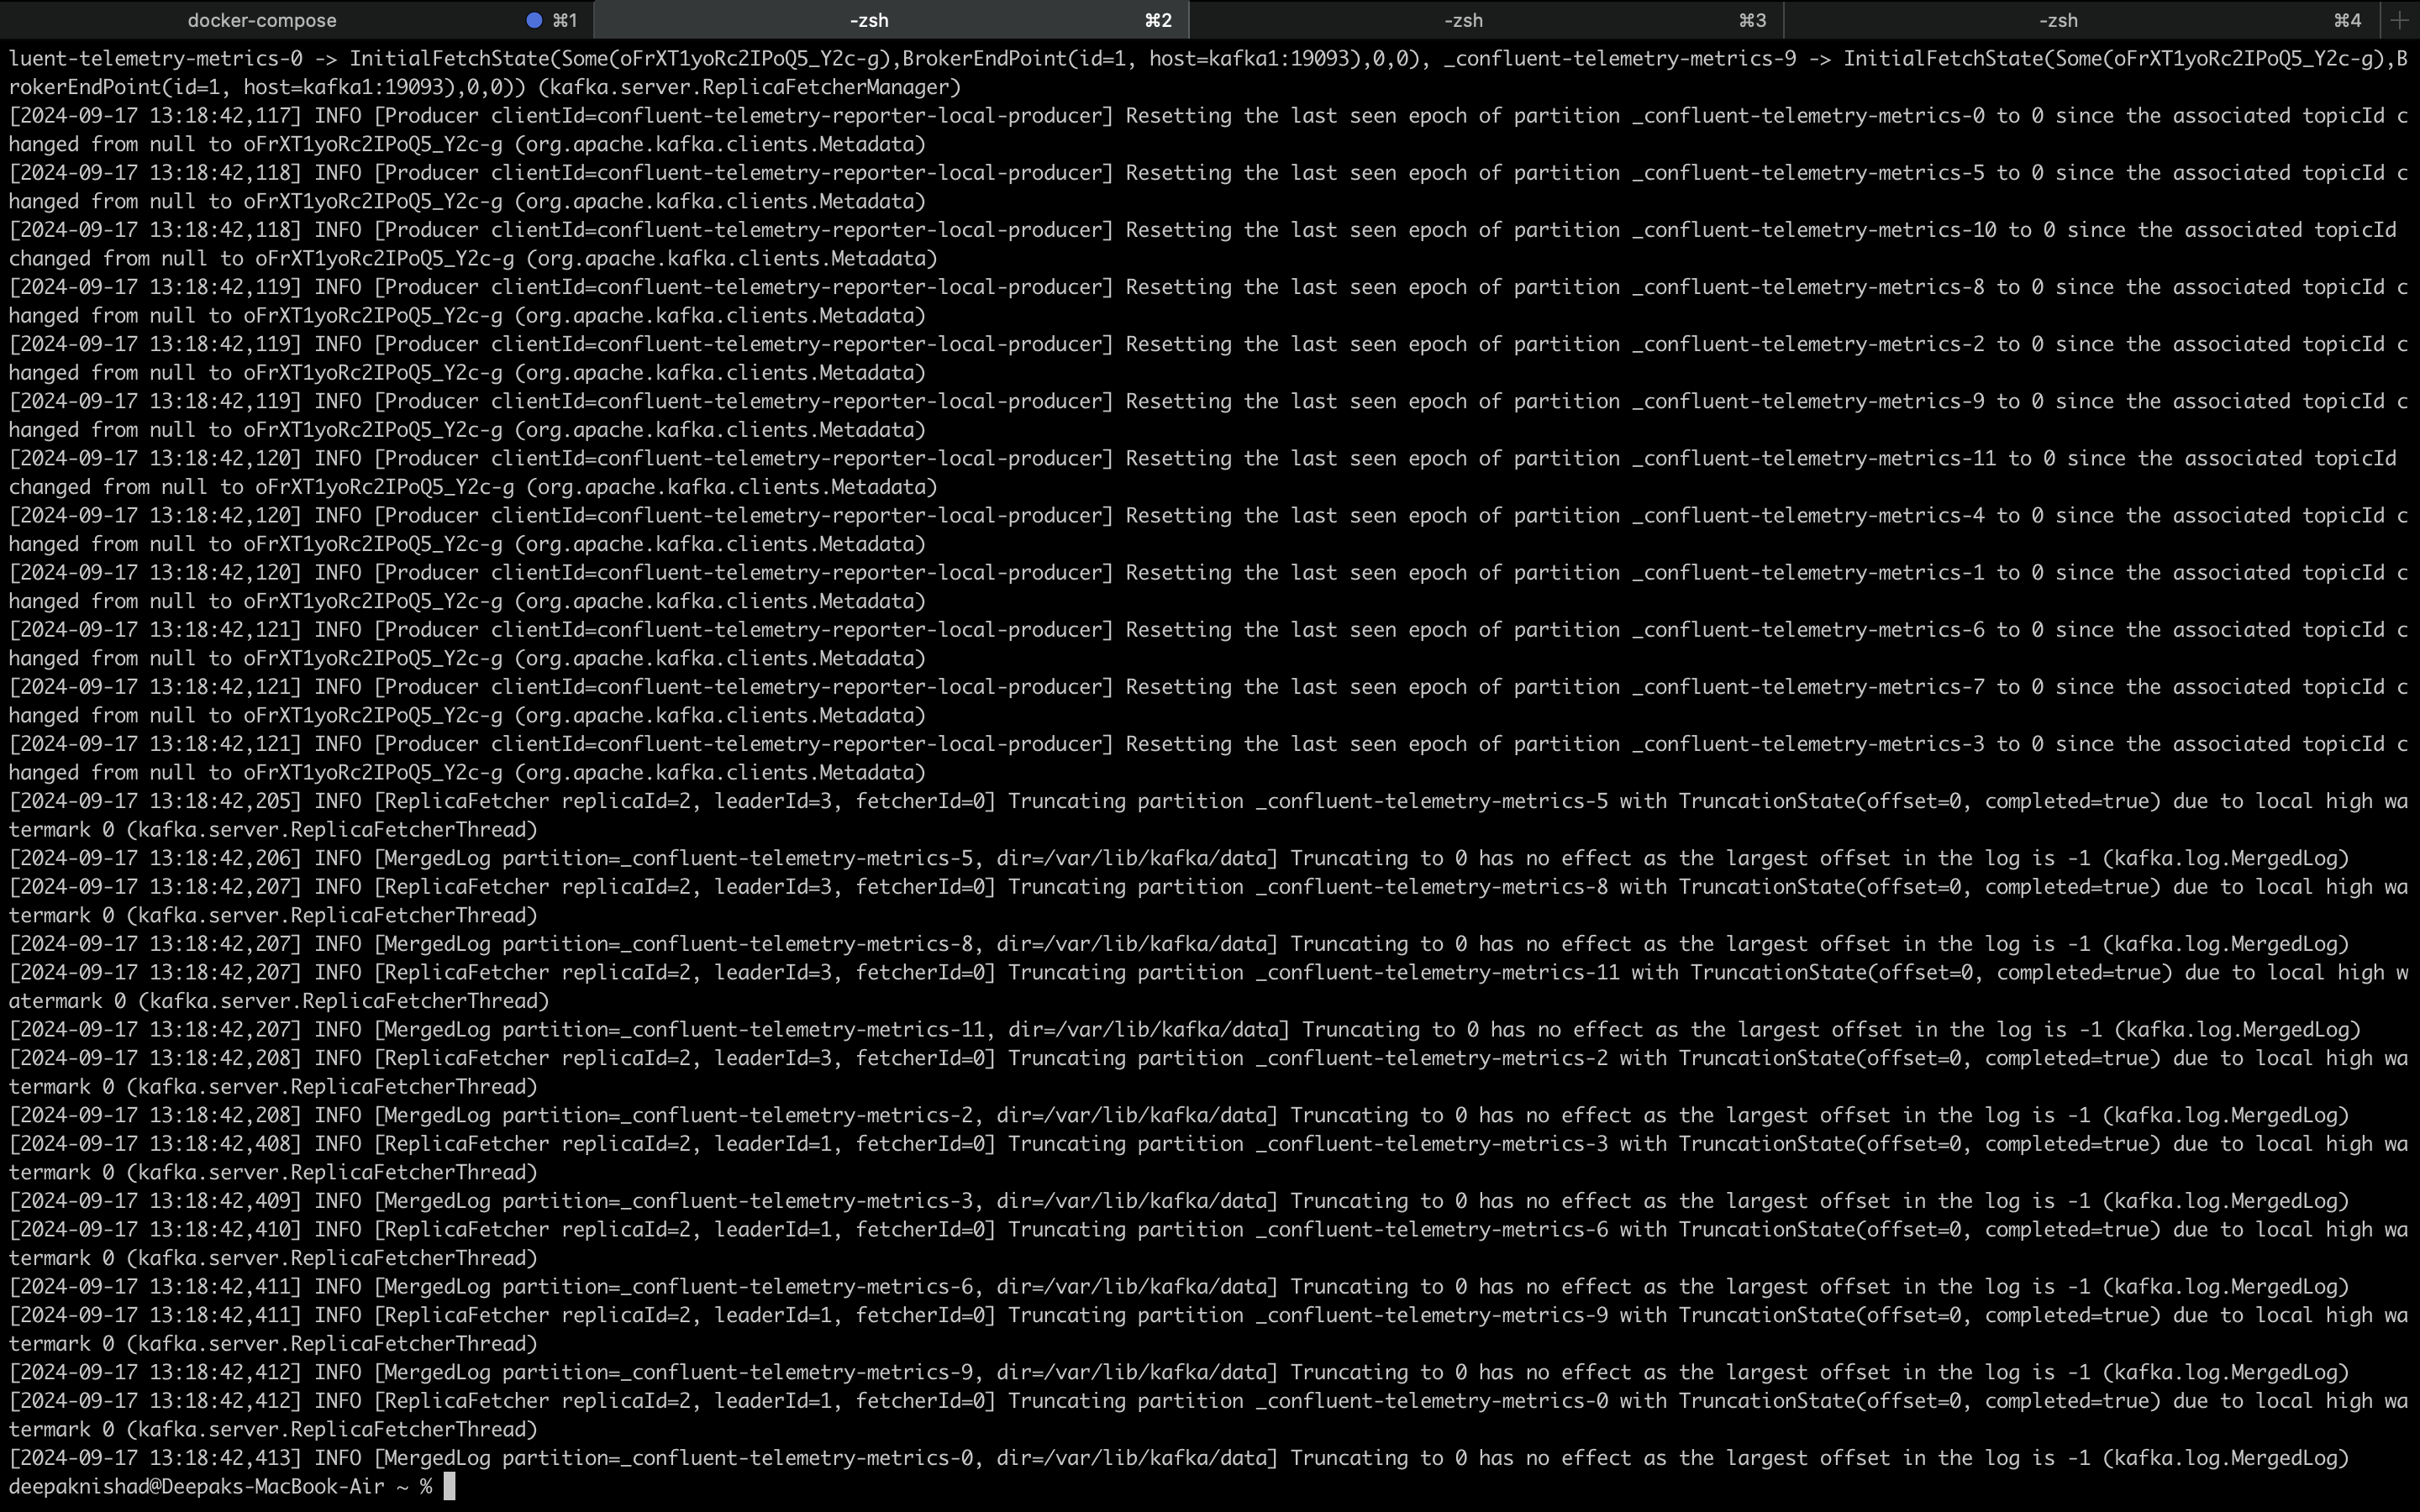 docker-compose ⌘1 -zsh ⌘2 -zsh ⌘3 -zsh ⌘4 +
luent-telemetry-metrics-0 -> InitialFetchState(Some(oFrXT1yoRc2IPoQ5_Y2c-g),BrokerEndPoint(id=1, host=kafka1:19093),0,0), _confluent-telemetry-metrics-9 -> InitialFetchState(Some(oFrXT1yoRc2IPoQ5_Y2c-g),B
rokerEndPoint(id=1, host=kafka1:19093),0,0)) (kafka.server.ReplicaFetcherManager)
[2024-09-17 13:18:42,117] INFO [Producer clientId=confluent-telemetry-reporter-local-producer] Resetting the last seen epoch of partition _confluent-telemetry-metrics-0 to 0 since the associated topicId c
hanged from null to oFrXT1yoRc2IPoQ5_Y2c-g (org.apache.kafka.clients.Metadata)
[2024-09-17 13:18:42,118] INFO [Producer clientId=confluent-telemetry-reporter-local-producer] Resetting the last seen epoch of partition _confluent-telemetry-metrics-5 to 0 since the associated topicId c
hanged from null to oFrXT1yoRc2IPoQ5_Y2c-g (org.apache.kafka.clients.Metadata)
[2024-09-17 13:18:42,118] INFO [Producer clientId=confluent-telemetry-reporter-local-producer] Resetting the last seen epoch of partition _confluent-telemetry-metrics-10 to 0 since the associated topicId
changed from null to oFrXT1yoRc2IPoQ5_Y2c-g (org.apache.kafka.clients.Metadata)
[2024-09-17 13:18:42,119] INFO [Producer clientId=confluent-telemetry-reporter-local-producer] Resetting the last seen epoch of partition _confluent-telemetry-metrics-8 to 0 since the associated topicId c
hanged from null to oFrXT1yoRc2IPoQ5_Y2c-g (org.apache.kafka.clients.Metadata)
[2024-09-17 13:18:42,119] INFO [Producer clientId=confluent-telemetry-reporter-local-producer] Resetting the last seen epoch of partition _confluent-telemetry-metrics-2 to 0 since the associated topicId c
hanged from null to oFrXT1yoRc2IPoQ5_Y2c-g (org.apache.kafka.clients.Metadata)
[2024-09-17 13:18:42,119] INFO [Producer clientId=confluent-telemetry-reporter-local-producer] Resetting the last seen epoch of partition _confluent-telemetry-metrics-9 to 0 since the associated topicId c
hanged from null to oFrXT1yoRc2IPoQ5_Y2c-g (org.apache.kafka.clients.Metadata)
[2024-09-17 13:18:42,120] INFO [Producer clientId=confluent-telemetry-reporter-local-producer] Resetting the last seen epoch of partition _confluent-telemetry-metrics-11 to 0 since the associated topicId
changed from null to oFrXT1yoRc2IPoQ5_Y2c-g (org.apache.kafka.clients.Metadata)
[2024-09-17 13:18:42,120] INFO [Producer clientId=confluent-telemetry-reporter-local-producer] Resetting the last seen epoch of partition _confluent-telemetry-metrics-4 to 0 since the associated topicId c
hanged from null to oFrXT1yoRc2IPoQ5_Y2c-g (org.apache.kafka.clients.Metadata)
[2024-09-17 13:18:42,120] INFO [Producer clientId=confluent-telemetry-reporter-local-producer] Resetting the last seen epoch of partition _confluent-telemetry-metrics-1 to 0 since the associated topicId c
hanged from null to oFrXT1yoRc2IPoQ5_Y2c-g (org.apache.kafka.clients.Metadata)
[2024-09-17 13:18:42,121] INFO [Producer clientId=confluent-telemetry-reporter-local-producer] Resetting the last seen epoch of partition _confluent-telemetry-metrics-6 to 0 since the associated topicId c
hanged from null to oFrXT1yoRc2IPoQ5_Y2c-g (org.apache.kafka.clients.Metadata)
[2024-09-17 13:18:42,121] INFO [Producer clientId=confluent-telemetry-reporter-local-producer] Resetting the last seen epoch of partition _confluent-telemetry-metrics-7 to 0 since the associated topicId c
hanged from null to oFrXT1yoRc2IPoQ5_Y2c-g (org.apache.kafka.clients.Metadata)
[2024-09-17 13:18:42,121] INFO [Producer clientId=confluent-telemetry-reporter-local-producer] Resetting the last seen epoch of partition _confluent-telemetry-metrics-3 to 0 since the associated topicId c
hanged from null to oFrXT1yoRc2IPoQ5_Y2c-g (org.apache.kafka.clients.Metadata)
[2024-09-17 13:18:42,205] INFO [ReplicaFetcher replicaId=2, leaderId=3, fetcherId=0] Truncating partition _confluent-telemetry-metrics-5 with TruncationState(offset=0, completed=true) due to local high wa
termark 0 (kafka.server.ReplicaFetcherThread)
[2024-09-17 13:18:42,206] INFO [MergedLog partition=_confluent-telemetry-metrics-5, dir=/var/lib/kafka/data] Truncating to 0 has no effect as the largest offset in the log is -1 (kafka.log.MergedLog)
[2024-09-17 13:18:42,207] INFO [ReplicaFetcher replicaId=2, leaderId=3, fetcherId=0] Truncating partition _confluent-telemetry-metrics-8 with TruncationState(offset=0, completed=true) due to local high wa
termark 0 (kafka.server.ReplicaFetcherThread)
[2024-09-17 13:18:42,207] INFO [MergedLog partition=_confluent-telemetry-metrics-8, dir=/var/lib/kafka/data] Truncating to 0 has no effect as the largest offset in the log is -1 (kafka.log.MergedLog)
[2024-09-17 13:18:42,207] INFO [ReplicaFetcher replicaId=2, leaderId=3, fetcherId=0] Truncating partition _confluent-telemetry-metrics-11 with TruncationState(offset=0, completed=true) due to local high w
atermark 0 (kafka.server.ReplicaFetcherThread)
[2024-09-17 13:18:42,207] INFO [MergedLog partition=_confluent-telemetry-metrics-11, dir=/var/lib/kafka/data] Truncating to 0 has no effect as the largest offset in the log is -1 (kafka.log.MergedLog)
[2024-09-17 13:18:42,208] INFO [ReplicaFetcher replicaId=2, leaderId=3, fetcherId=0] Truncating partition _confluent-telemetry-metrics-2 with TruncationState(offset=0, completed=true) due to local high wa
termark 0 (kafka.server.ReplicaFetcherThread)
[2024-09-17 13:18:42,208] INFO [MergedLog partition=_confluent-telemetry-metrics-2, dir=/var/lib/kafka/data] Truncating to 0 has no effect as the largest offset in the log is -1 (kafka.log.MergedLog)
[2024-09-17 13:18:42,408] INFO [ReplicaFetcher replicaId=2, leaderId=1, fetcherId=0] Truncating partition _confluent-telemetry-metrics-3 with TruncationState(offset=0, completed=true) due to local high wa
termark 0 (kafka.server.ReplicaFetcherThread)
[2024-09-17 13:18:42,409] INFO [MergedLog partition=_confluent-telemetry-metrics-3, dir=/var/lib/kafka/data] Truncating to 0 has no effect as the largest offset in the log is -1 (kafka.log.MergedLog)
[2024-09-17 13:18:42,410] INFO [ReplicaFetcher replicaId=2, leaderId=1, fetcherId=0] Truncating partition _confluent-telemetry-metrics-6 with TruncationState(offset=0, completed=true) due to local high wa
termark 0 (kafka.server.ReplicaFetcherThread)
[2024-09-17 13:18:42,411] INFO [MergedLog partition=_confluent-telemetry-metrics-6, dir=/var/lib/kafka/data] Truncating to 0 has no effect as the largest offset in the log is -1 (kafka.log.MergedLog)
[2024-09-17 13:18:42,411] INFO [ReplicaFetcher replicaId=2, leaderId=1, fetcherId=0] Truncating partition _confluent-telemetry-metrics-9 with TruncationState(offset=0, completed=true) due to local high wa
termark 0 (kafka.server.ReplicaFetcherThread)
[2024-09-17 13:18:42,412] INFO [MergedLog partition=_confluent-telemetry-metrics-9, dir=/var/lib/kafka/data] Truncating to 0 has no effect as the largest offset in the log is -1 (kafka.log.MergedLog)
[2024-09-17 13:18:42,412] INFO [ReplicaFetcher replicaId=2, leaderId=1, fetcherId=0] Truncating partition _confluent-telemetry-metrics-0 with TruncationState(offset=0, completed=true) due to local high wa
termark 0 (kafka.server.ReplicaFetcherThread)
[2024-09-17 13:18:42,413] INFO [MergedLog partition=_confluent-telemetry-metrics-0, dir=/var/lib/kafka/data] Truncating to 0 has no effect as the largest offset in the log is -1 (kafka.log.MergedLog)
deepaknishad@Deepaks-MacBook-Air ~ %